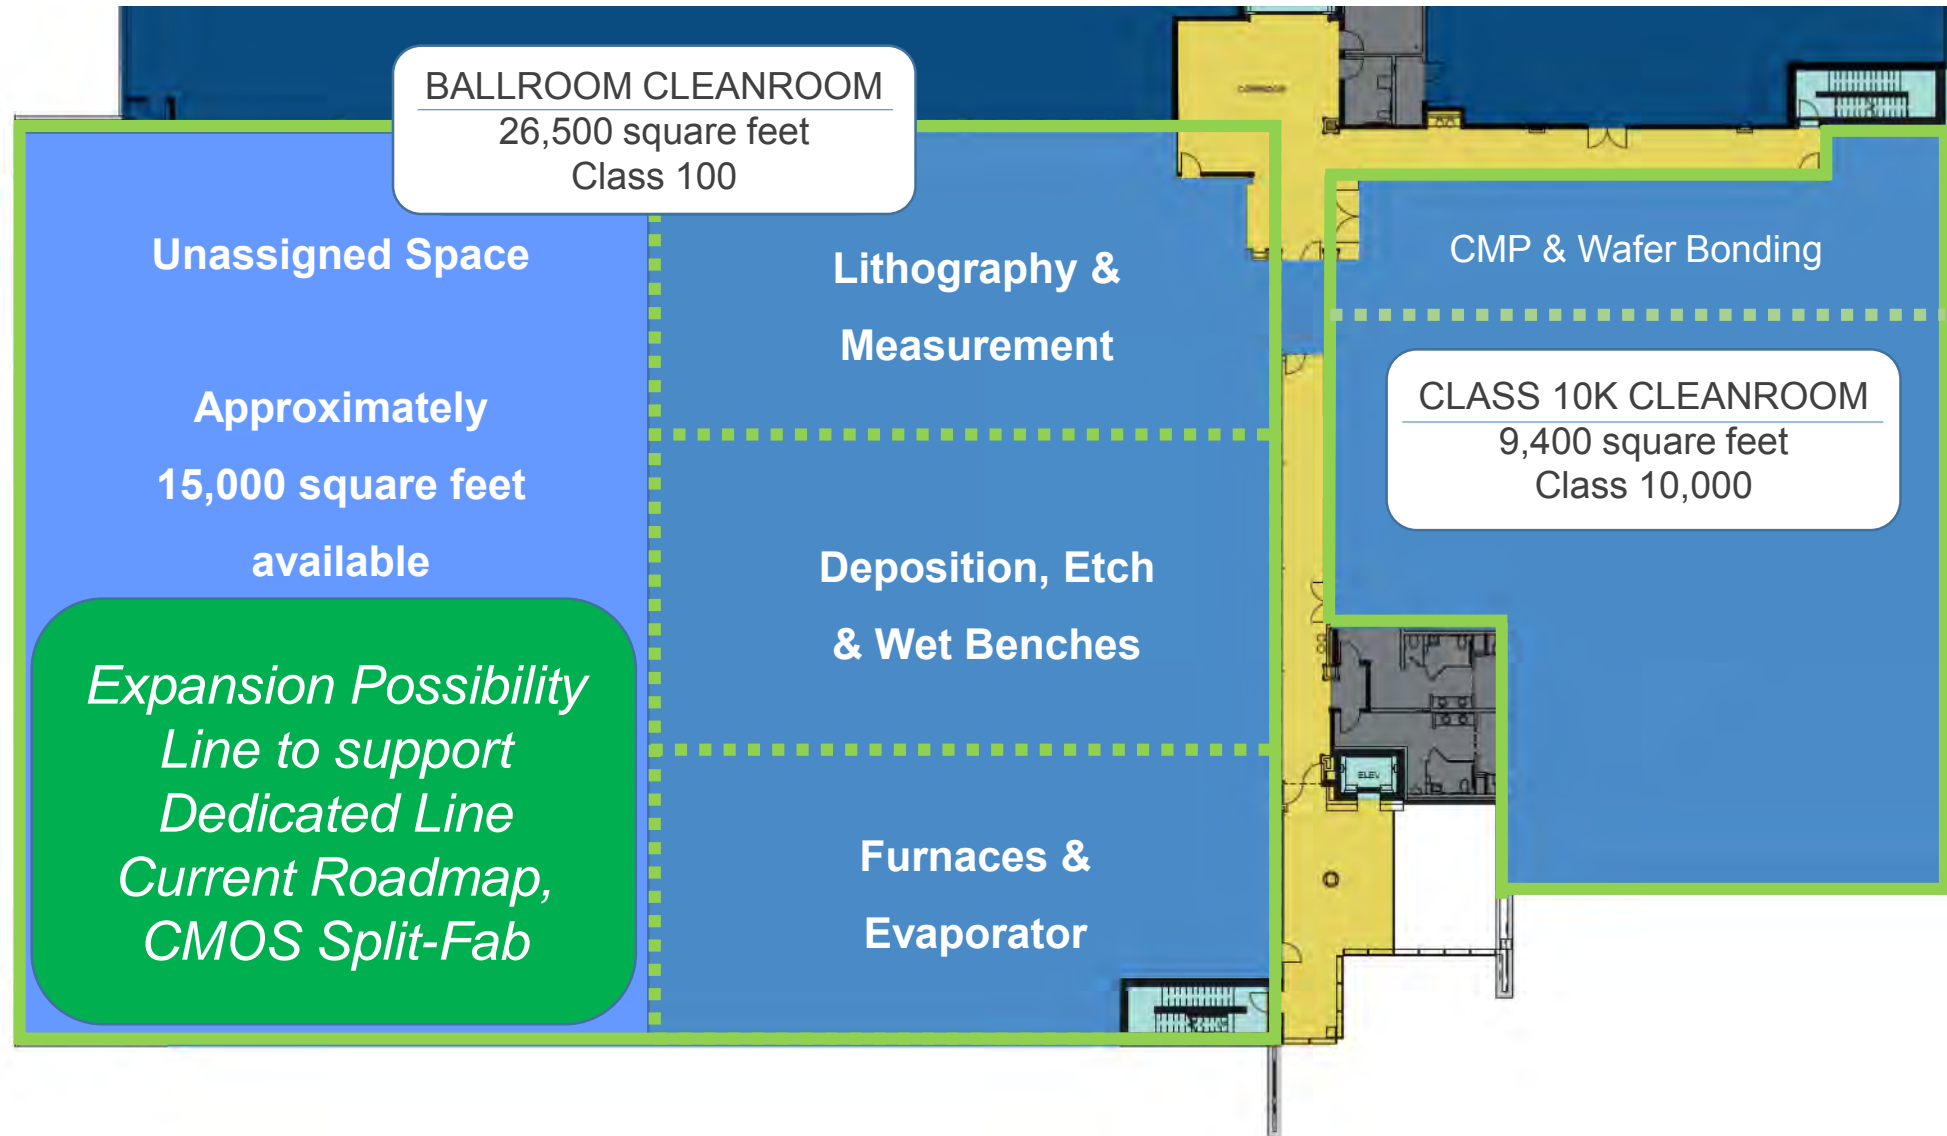 BALLROOM CLEANROOM
26,500 square feet
Class 100
Unassigned Space
Approximately
15,000 square feet
available
Expansion Possibility
Line to support
Dedicated Line
Current Roadmap,
CMOS Split-Fab
Lithography &
Measurement
Deposition, Etch
& Wet Benches
Furnaces &
Evaporator
CMP & Wafer Bonding
CLASS 10K CLEANROOM
9,400 square feet
Class 10,000
ELEV